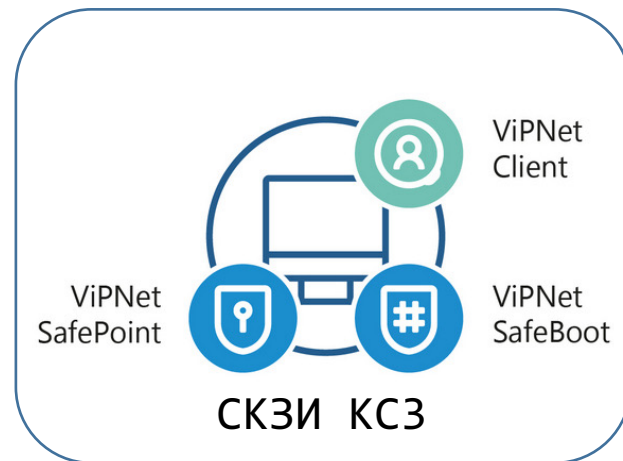 ViPNet
Client
ViPNet
SafePoint
ViPNet
SafeBoot
СКЗИ КС3